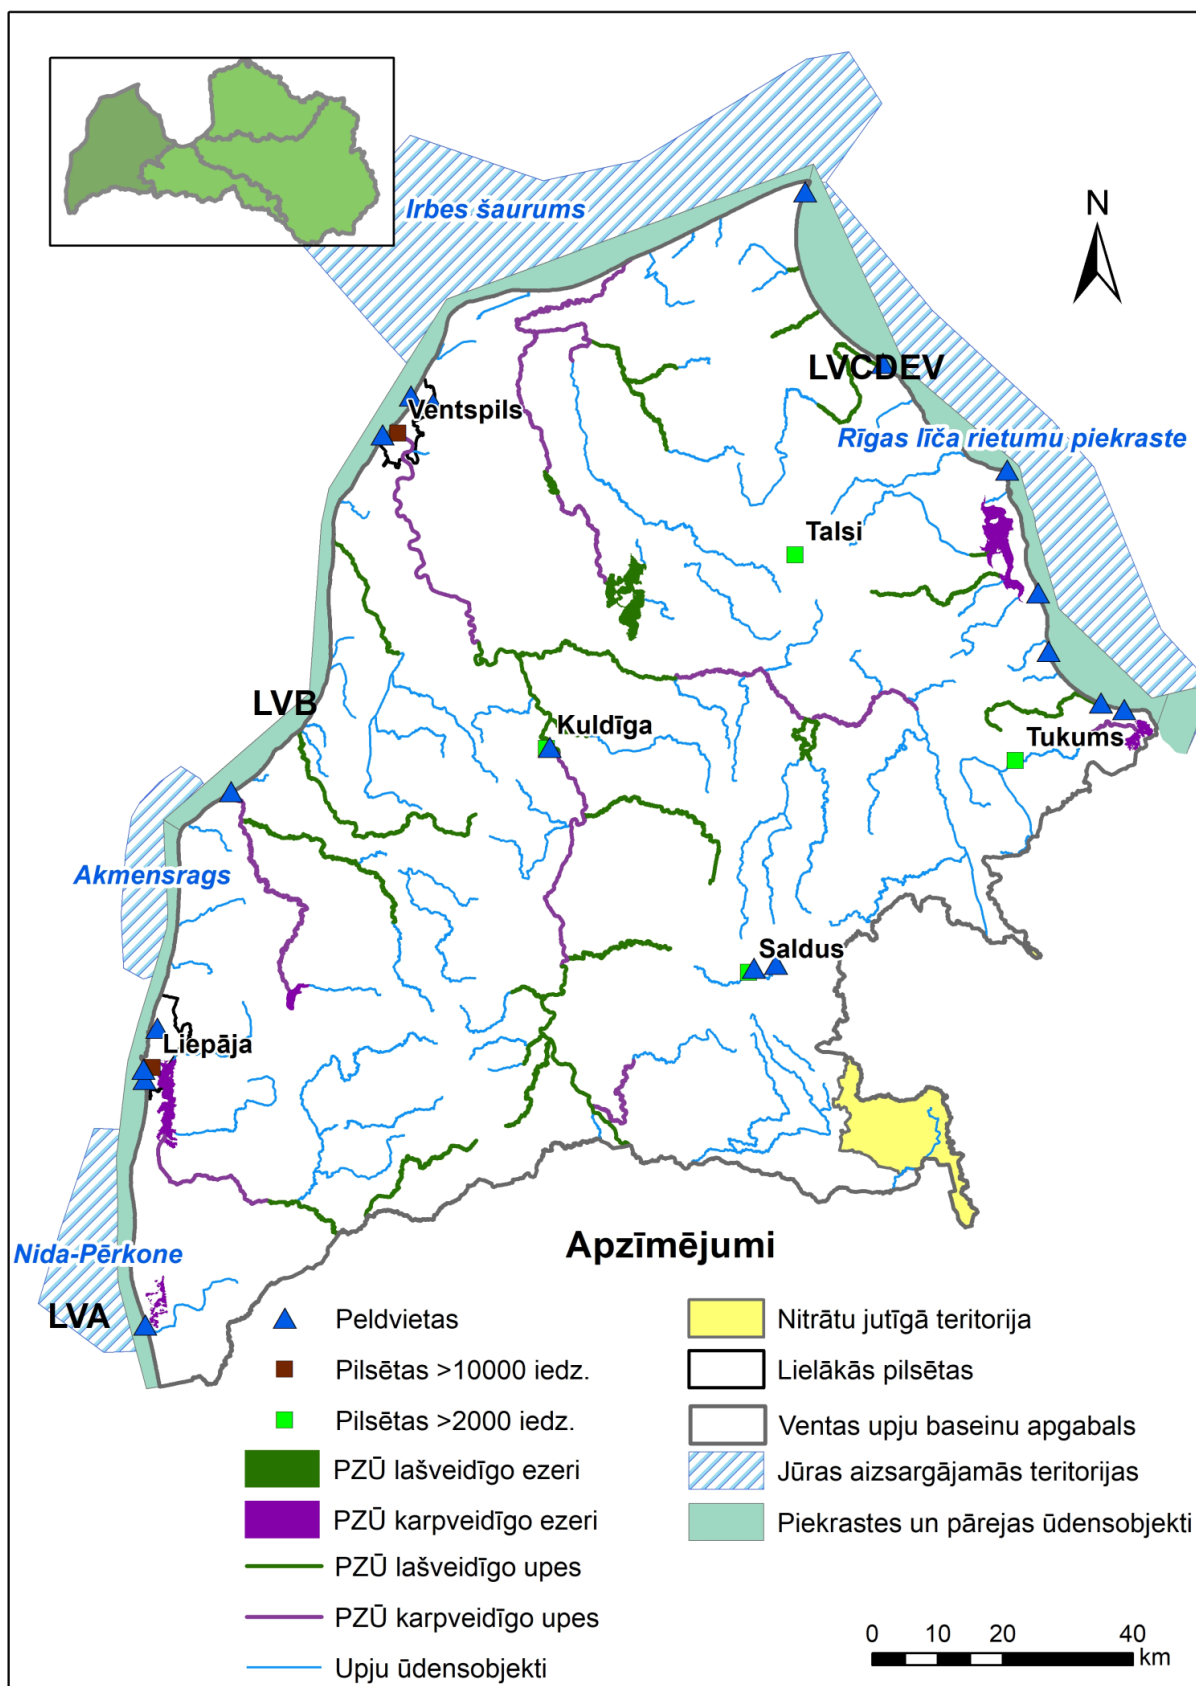 Irbes šaurums
N
LVCDEV
Ventspils
Rīgas līča rietumu piekraste
Talsi
LVB
Kuldīga
Tukums
Akmensrags
Saldus
Liepāja
Nida-Pērkone
LVA
Apzīmējumi
Peldvietas
Pilsētas >10000 iedz.
Pilsētas >2000 iedz.
PZŪ lašveidīgo ezeri
PZŪ karpveidīgo ezeri
PZŪ lašveidīgo upes
PZŪ karpveidīgo upes
Upju ūdensobjekti
Nitrātu jutīgā teritorija
Lielākās pilsētas
Ventas upju baseinu apgabals
Jūras aizsargājamās teritorijas
Piekrastes un pārejas ūdensobjekti
0 10 20 40
km